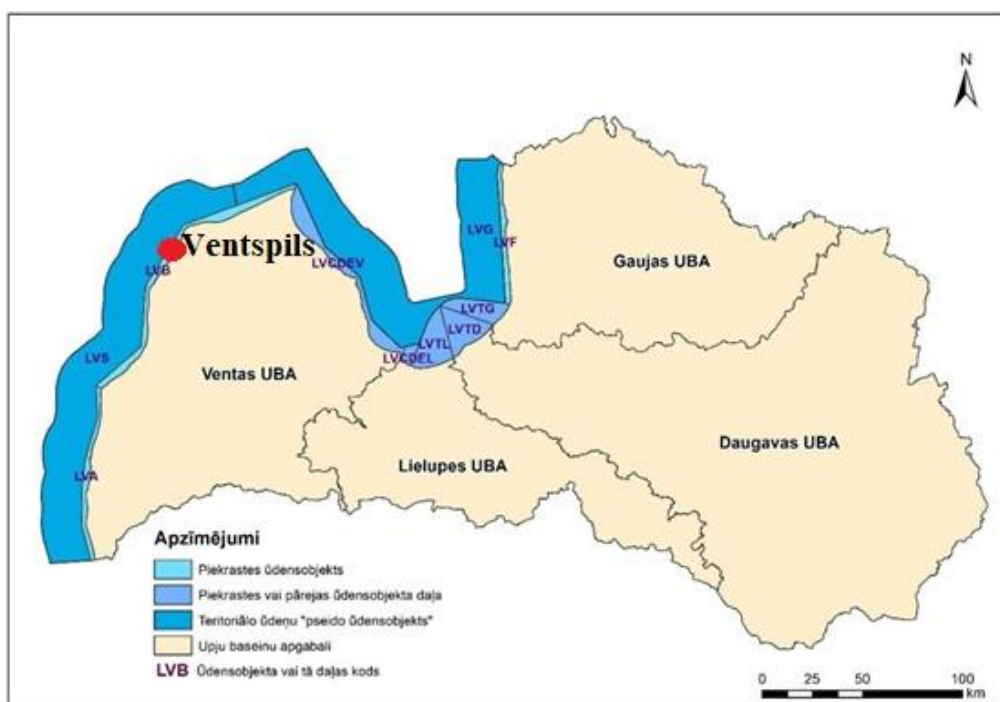 N
LVG
LVF
Ventspils
LVB
LVCDEV
Gaujas UBA
LVTG
LVTD
LVTL
LVCDEL
LVS
Ventas UBA
Daugavas UBA
Lielupes UBA
LVA
Apzīmējumi
Piekrastes ūdensobjekts
Piekrastes vai pārejas ūdensobjekta daļa
Teritoriālo ūdeņu "pseido ūdensobjekts"
Upju baseinu apgabali
LVB Ūdensobjekta vai tā daļas kods
0 25 50 100
km